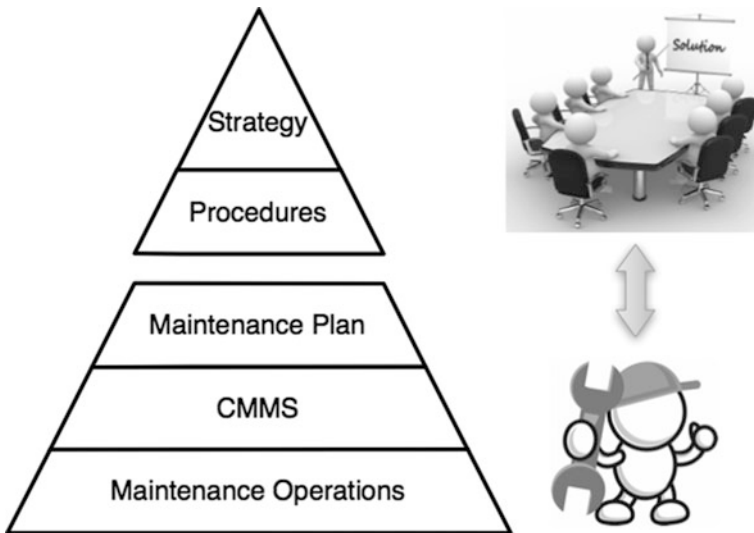 Strategy
Procedures
Maintenance Plan
CMMS
Maintenance Operations
Solution